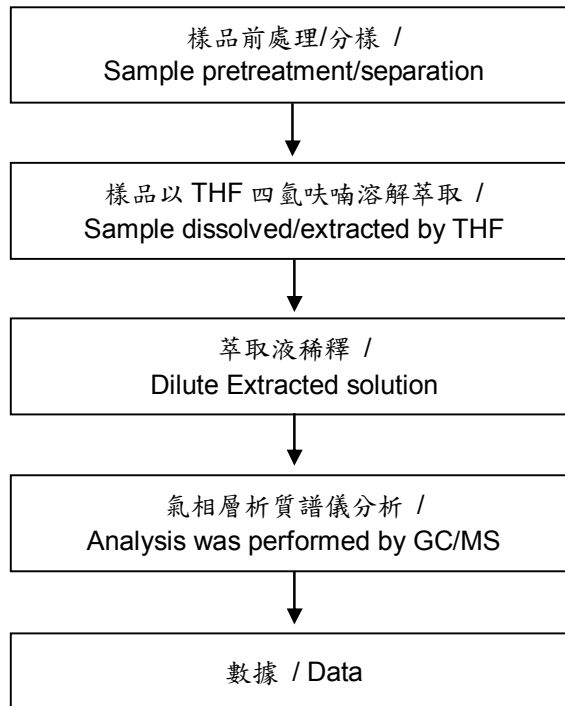 樣品前處理/分樣 /
Sample pretreatment/separation
樣品以 THF 四氫呋喃溶解萃取 /
Sample dissolved/extracted by THF
萃取液稀釋 /
Dilute Extracted solution
氣相層析質譜儀分析 /
Analysis was performed by GC/MS
數據 / Data